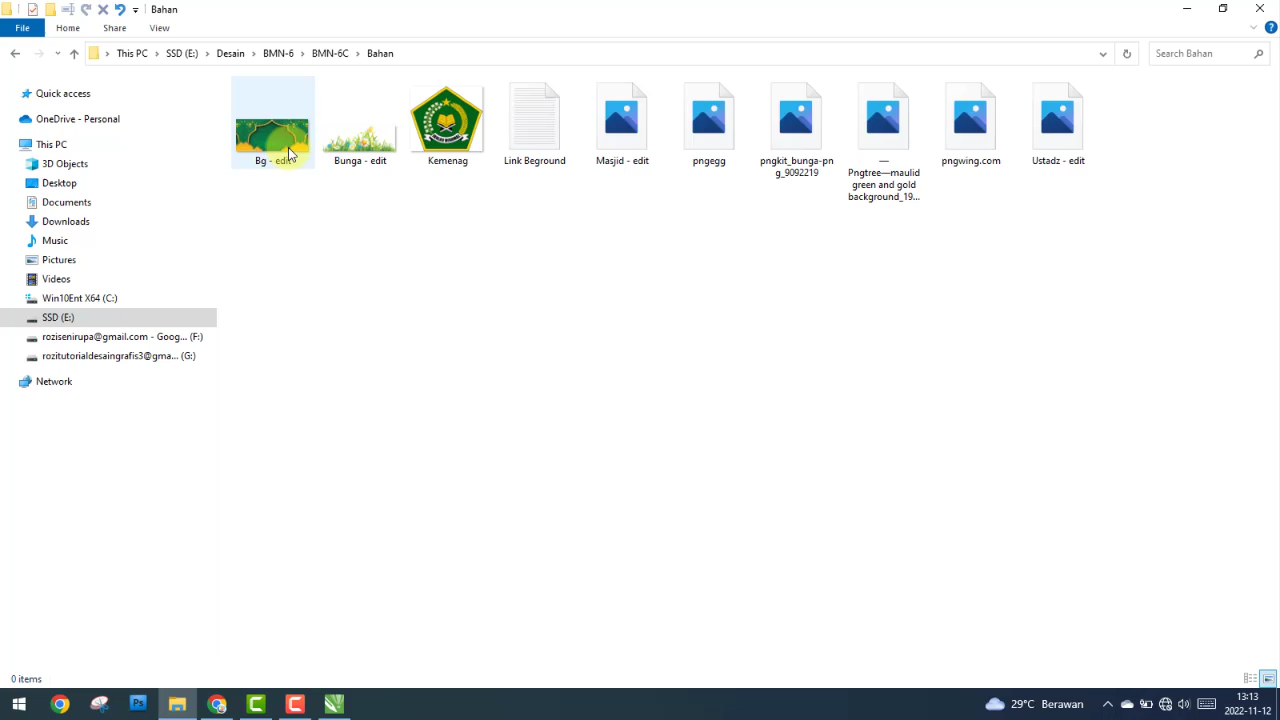 Bahan
File Home Share View
This PC > SSD (E:) > Desain > BMN-6 > BMN-6C > Bahan
Search Bahan
Quick access
OneDrive - Personal
This PC
3D Objects
Desktop
Documents
Downloads
Music
Pictures
Videos
Win10Ent X64 (C:)
SSD (E:)
rozisenirupa@gmail.com - Goog... (F:)
rozitutorialdesaingrafis3@gma... (G:)
Network
Bg - edit
Bunga - edit
Kemenag
Link Beground
Masjid - edit
pngegg
pngkit_bunga-pn
g_9092219
—
Pngtree—maulid
green and gold
background_19...
pngwing.com
Ustadz - edit
0 items
Ps
29°C Berawan
13:13
2022-11-12